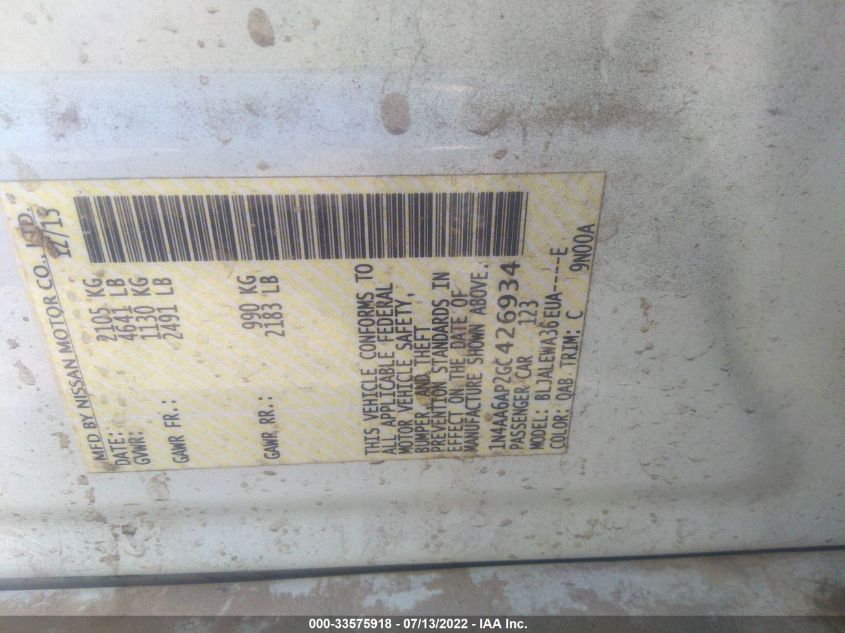 MFD BY NISSAN MOTOR CO., LTD.
DATE: 12/15
GVWR: 2105 KG
4641 LB
GAWR FR.: 1130 KG
2491 LB
GAWR RR.: 990 KG
2183 LB
THIS VEHICLE CONFORMS TO
ALL APPLICABLE FEDERAL
MOTOR VEHICLE SAFETY,
BUMPER, AND THEFT
PREVENTION STANDARDS IN
EFFECT ON THE DATE OF
MANUFACTURE SHOWN ABOVE.
1N4AA6AP2GC426934
PASSENGER CAR 123
MODEL: BLJALEWA36EUA-----E
COLOR: QAB TRIM: C 9N00A
000-33575918 - 07/13/2022 - IAA Inc.